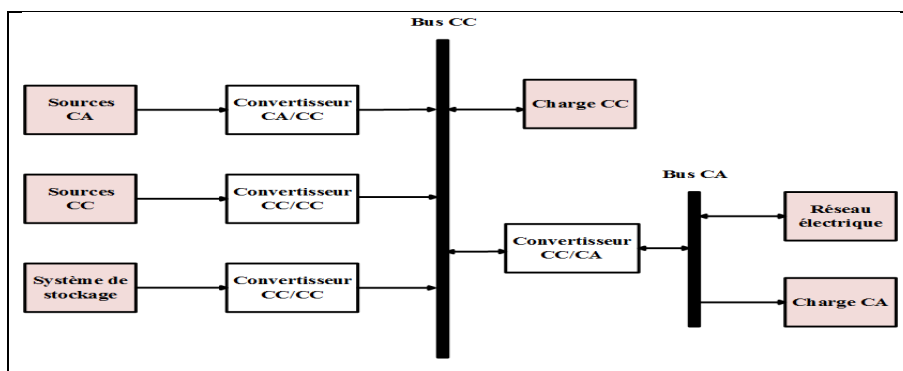 Bus CC
Sources
CA
Convertisseur
CA/CC
Charge CC
Sources
CC
Convertisseur
CC/CC
Système de
stockage
Convertisseur
CC/CC
Convertisseur
CC/CA
Bus CA
Réseau
électrique
Charge CA